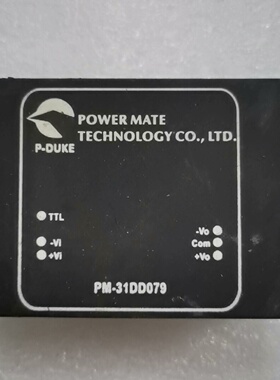 POWER MATE
TECHNOLOGY CO., LTD.
P-DUKE
TTL
-Vi
+Vi
-Vo
Com
+Vo
PM-31DD079